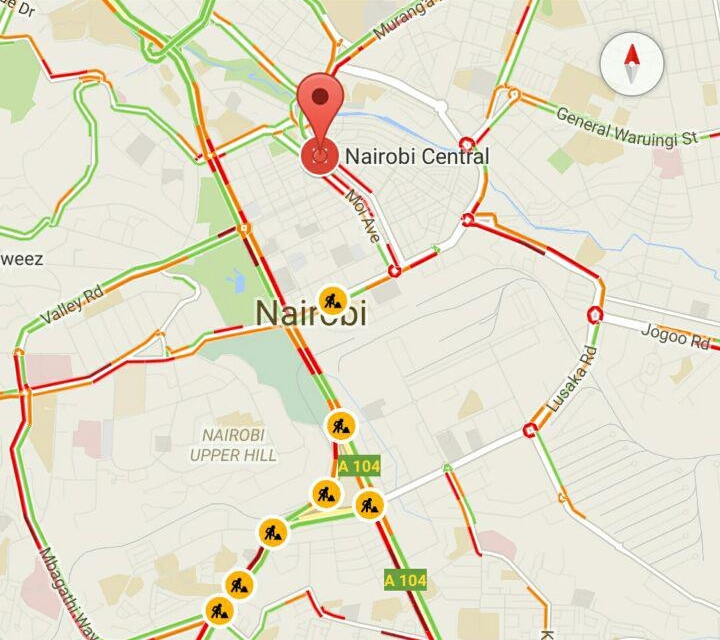 ue Dr
Murang'a
General Waruingi St
Nairobi Central
Moi Ave
weez
Valley Rd
Nairobi
Jogoo Rd
Lusaka Rd
NAIROBI
UPPER HILL
A 104
A 104
Mbagathi Way
K